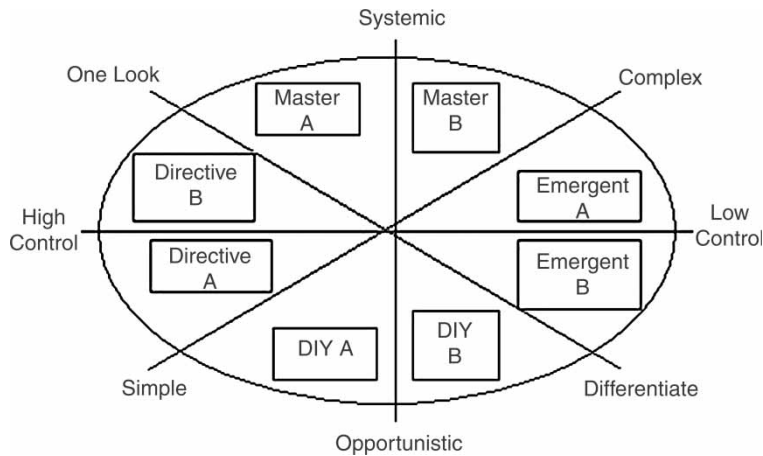 Systemic
One Look
Complex
Master
A
Master
B
Directive
B
Emergent
A
High
Control
Low
Control
Directive
A
Emergent
B
DIY A
DIY
B
Simple
Differentiate
Opportunistic